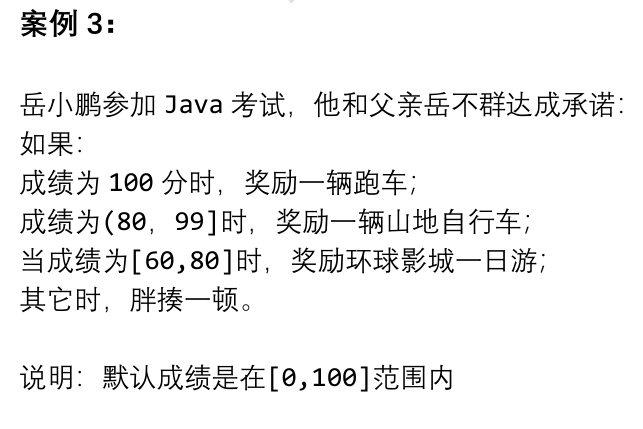 案例 3：
岳小鹏参加 Java 考试，他和父亲岳不群达成承诺：
如果：
成绩为 100 分时，奖励一辆跑车；
成绩为(80，99]时，奖励一辆山地自行车；
当成绩为[60,80]时，奖励环球影城一日游；
其它时，胖揍一顿。
说明：默认成绩是在[0,100]范围内